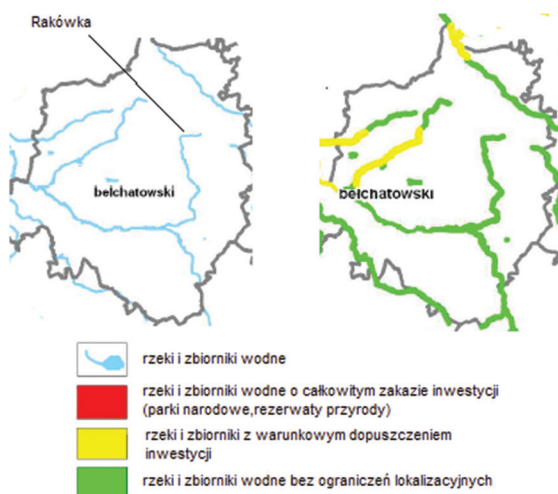 Rakówka
bełchatowski
bełchatowski
rzeki i zbiorniki wodne
rzeki i zbiorniki wodne o całkowitym zakazie inwestycji
(parki narodowe,rezerwaty przyrody)
rzeki i zbiorniki z warunkowym dopuszczeniem
inwestycji
rzeki i zbiorniki wodne bez ograniczeń lokalizacyjnych